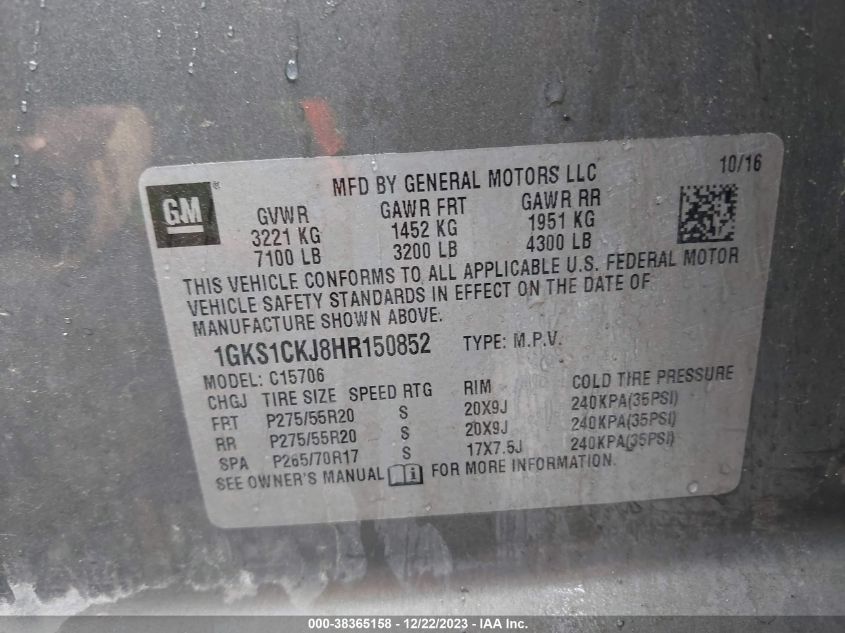 GM®
MFD BY GENERAL MOTORS LLC
10/16
GVWR GAWR FRT GAWR RR
3221 KG 1452 KG 1951 KG
7100 LB 3200 LB 4300 LB
THIS VEHICLE CONFORMS TO ALL APPLICABLE U.S. FEDERAL MOTOR
VEHICLE SAFETY STANDARDS IN EFFECT ON THE DATE OF
MANUFACTURE SHOWN ABOVE.
1GKS1CKJ8HR150852 TYPE: M.P.V.
MODEL: C15706
CHGJ TIRE SIZE SPEED RTG RIM COLD TIRE PRESSURE
FRT P275/55R20 S 20X9J 240KPA(35PSI)
RR P275/55R20 S 20X9J 240KPA(35PSI)
SPA P265/70R17 S 17X7.5J 240KPA(35PSI)
SEE OWNER'S MANUAL i FOR MORE INFORMATION.
000-38365158 - 12/22/2023 - IAA Inc.